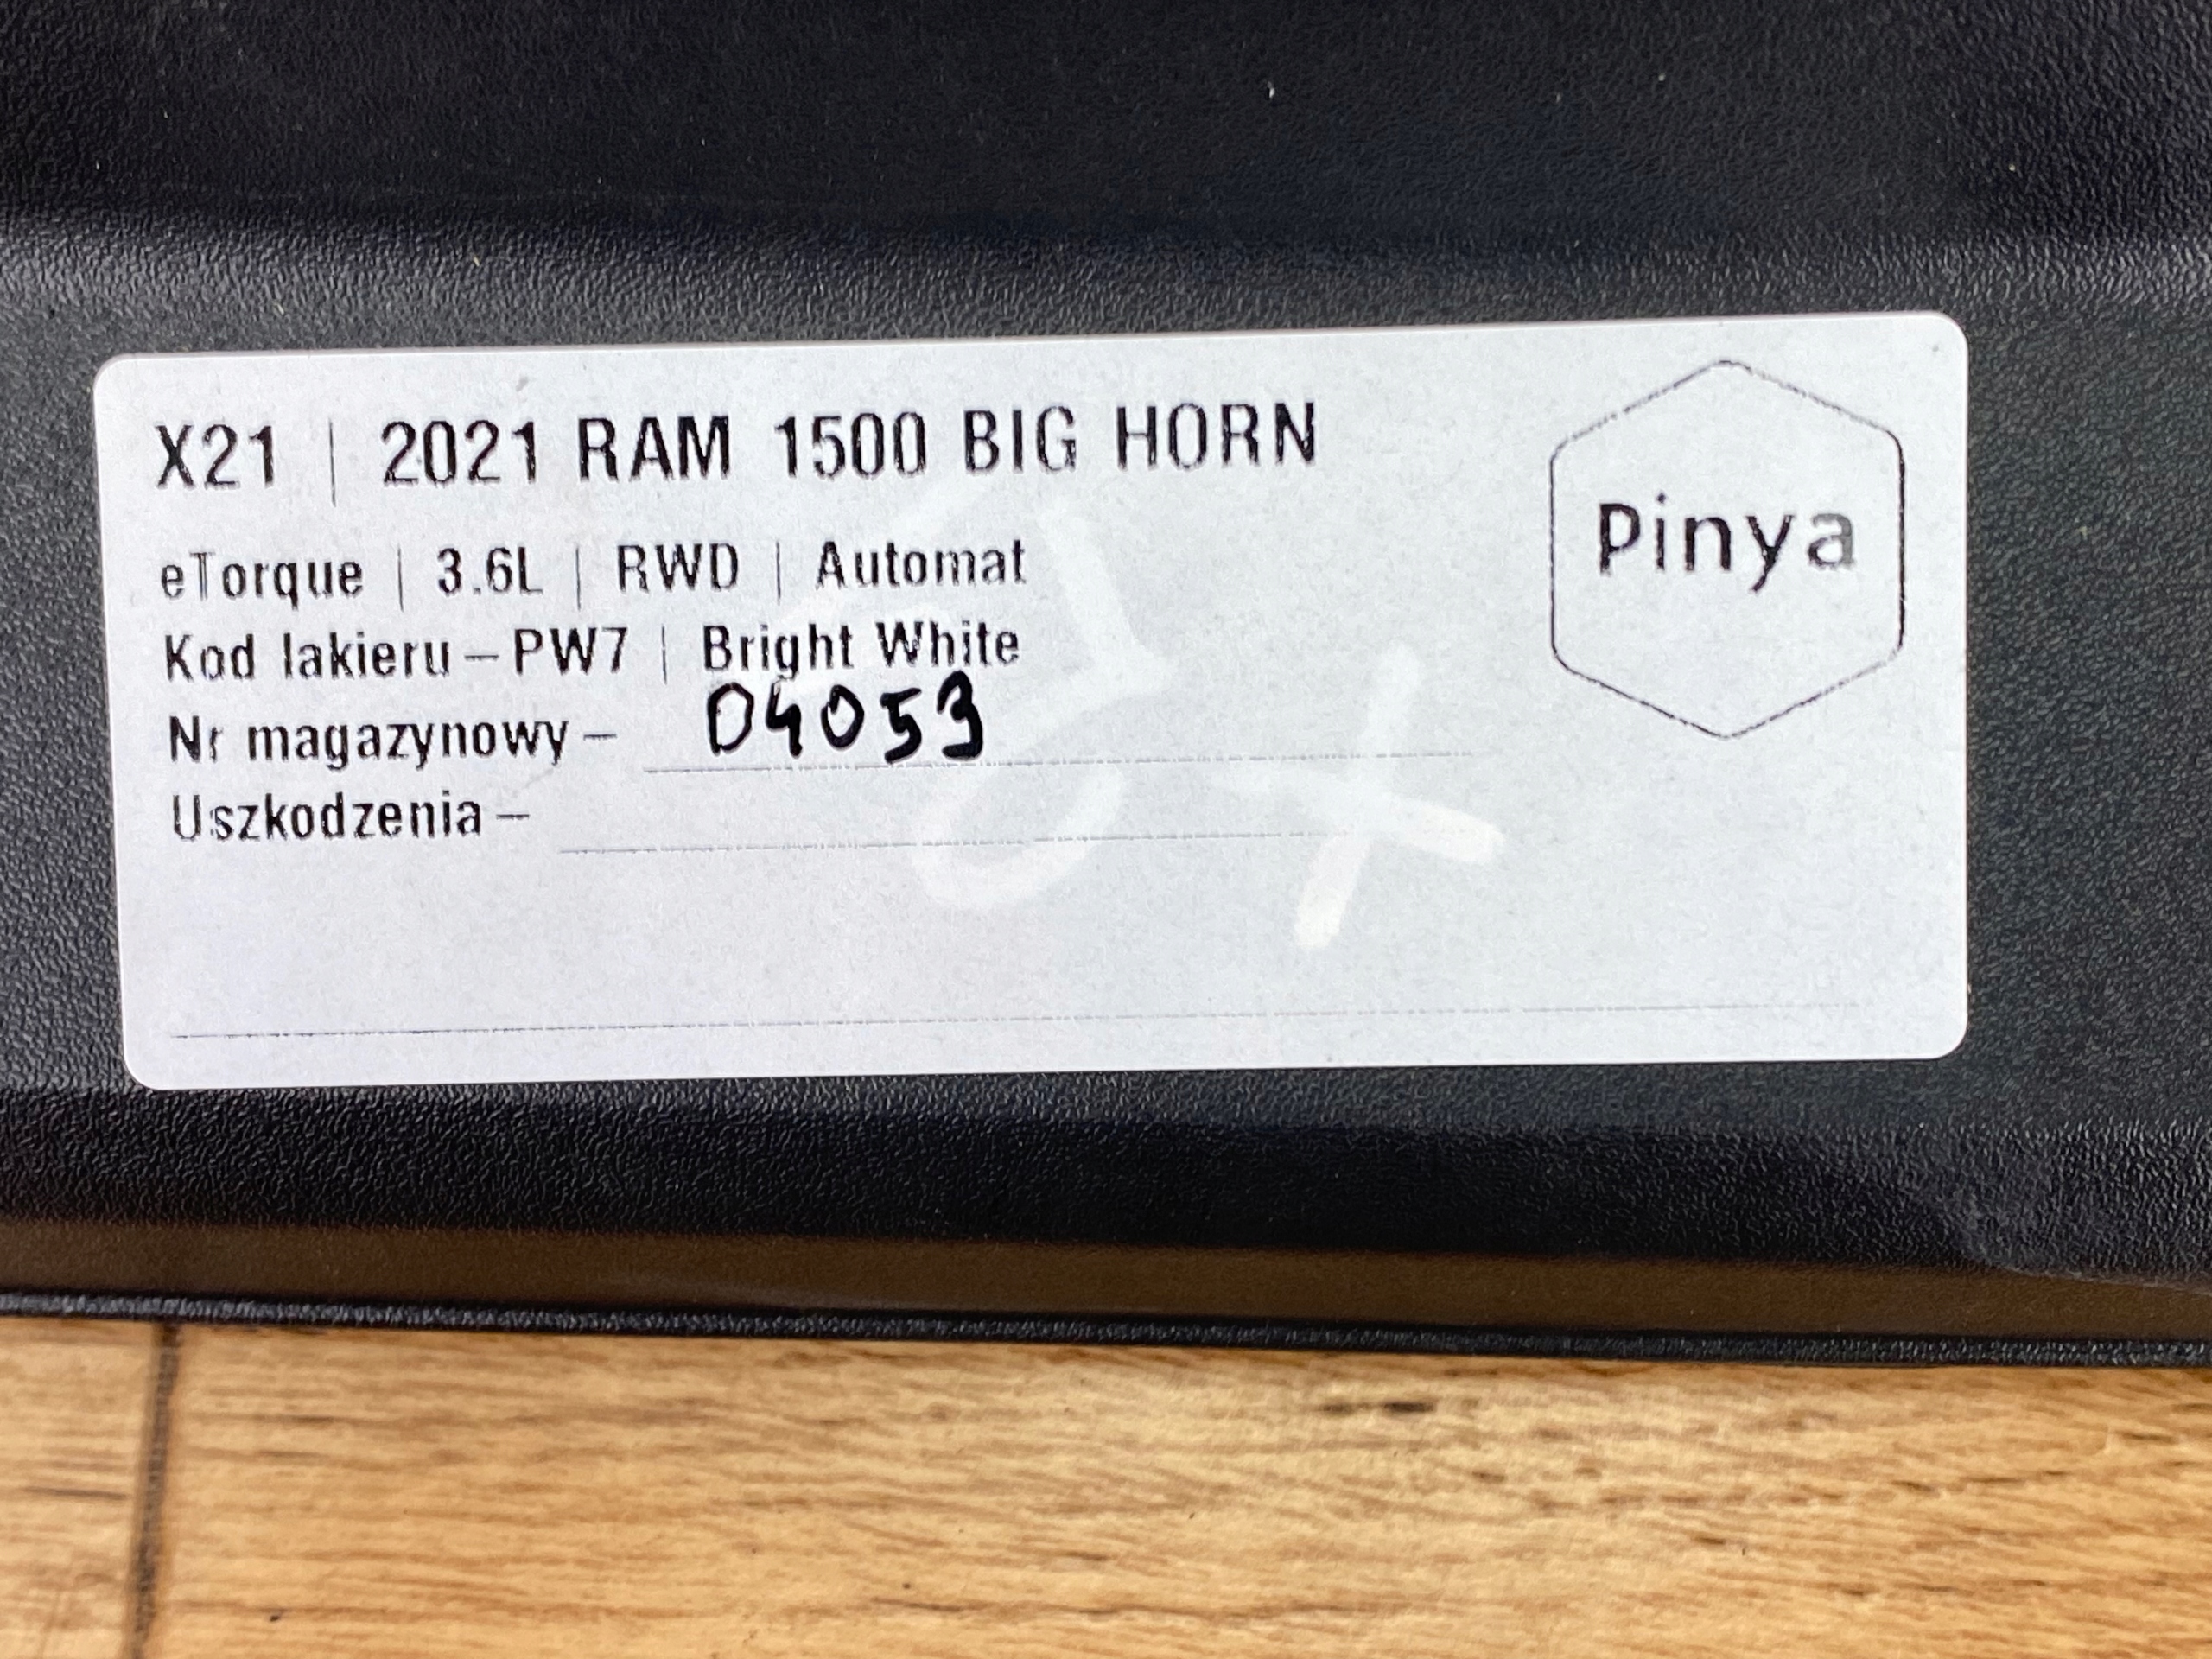 X21 | 2021 RAM 1500 BIG HORN
Pinya
eTorque | 3.6L | RWD | Automat
Kod lakieru – PW7 | Bright White
Nr magazynowy – 04053
Uszkodzenia –